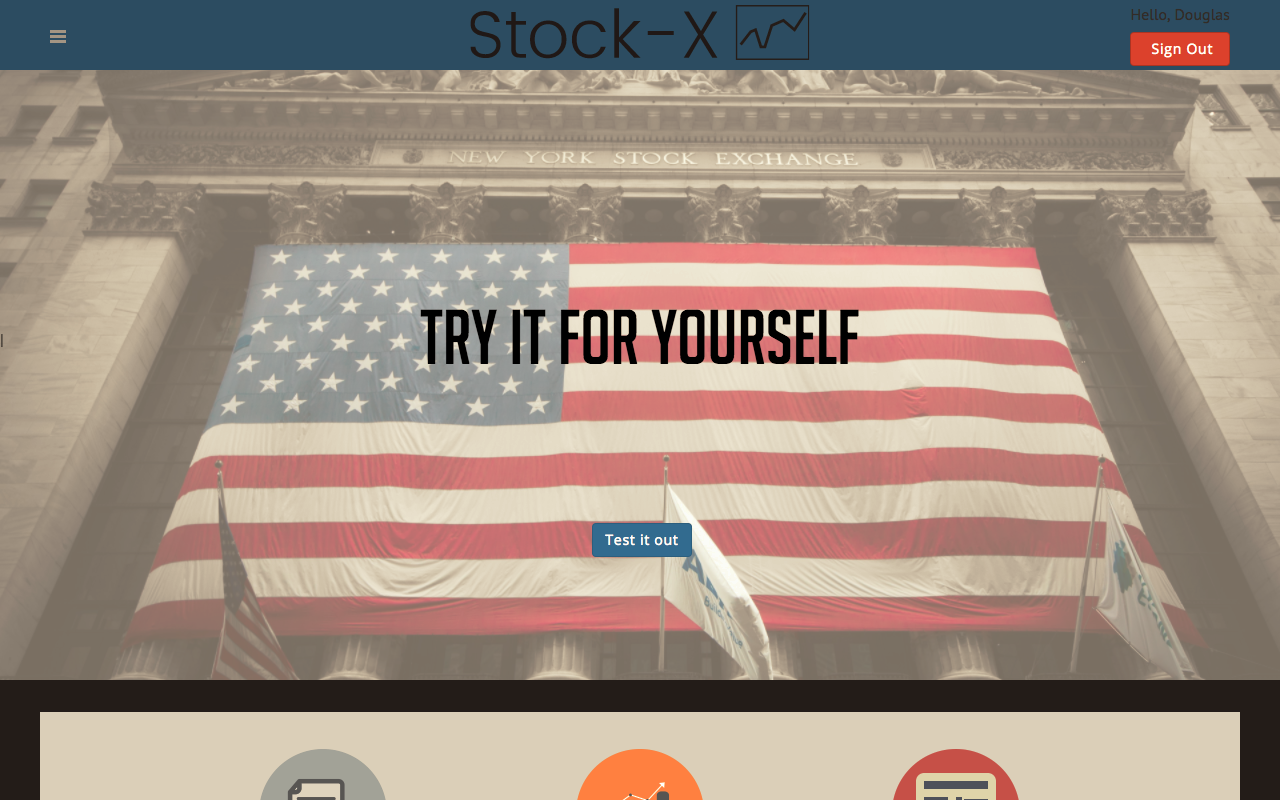 Stock-X
Hello, Douglas
Sign Out
NEW YORK STOCK EXCHANGE
TRY IT FOR YOURSELF
Test it out